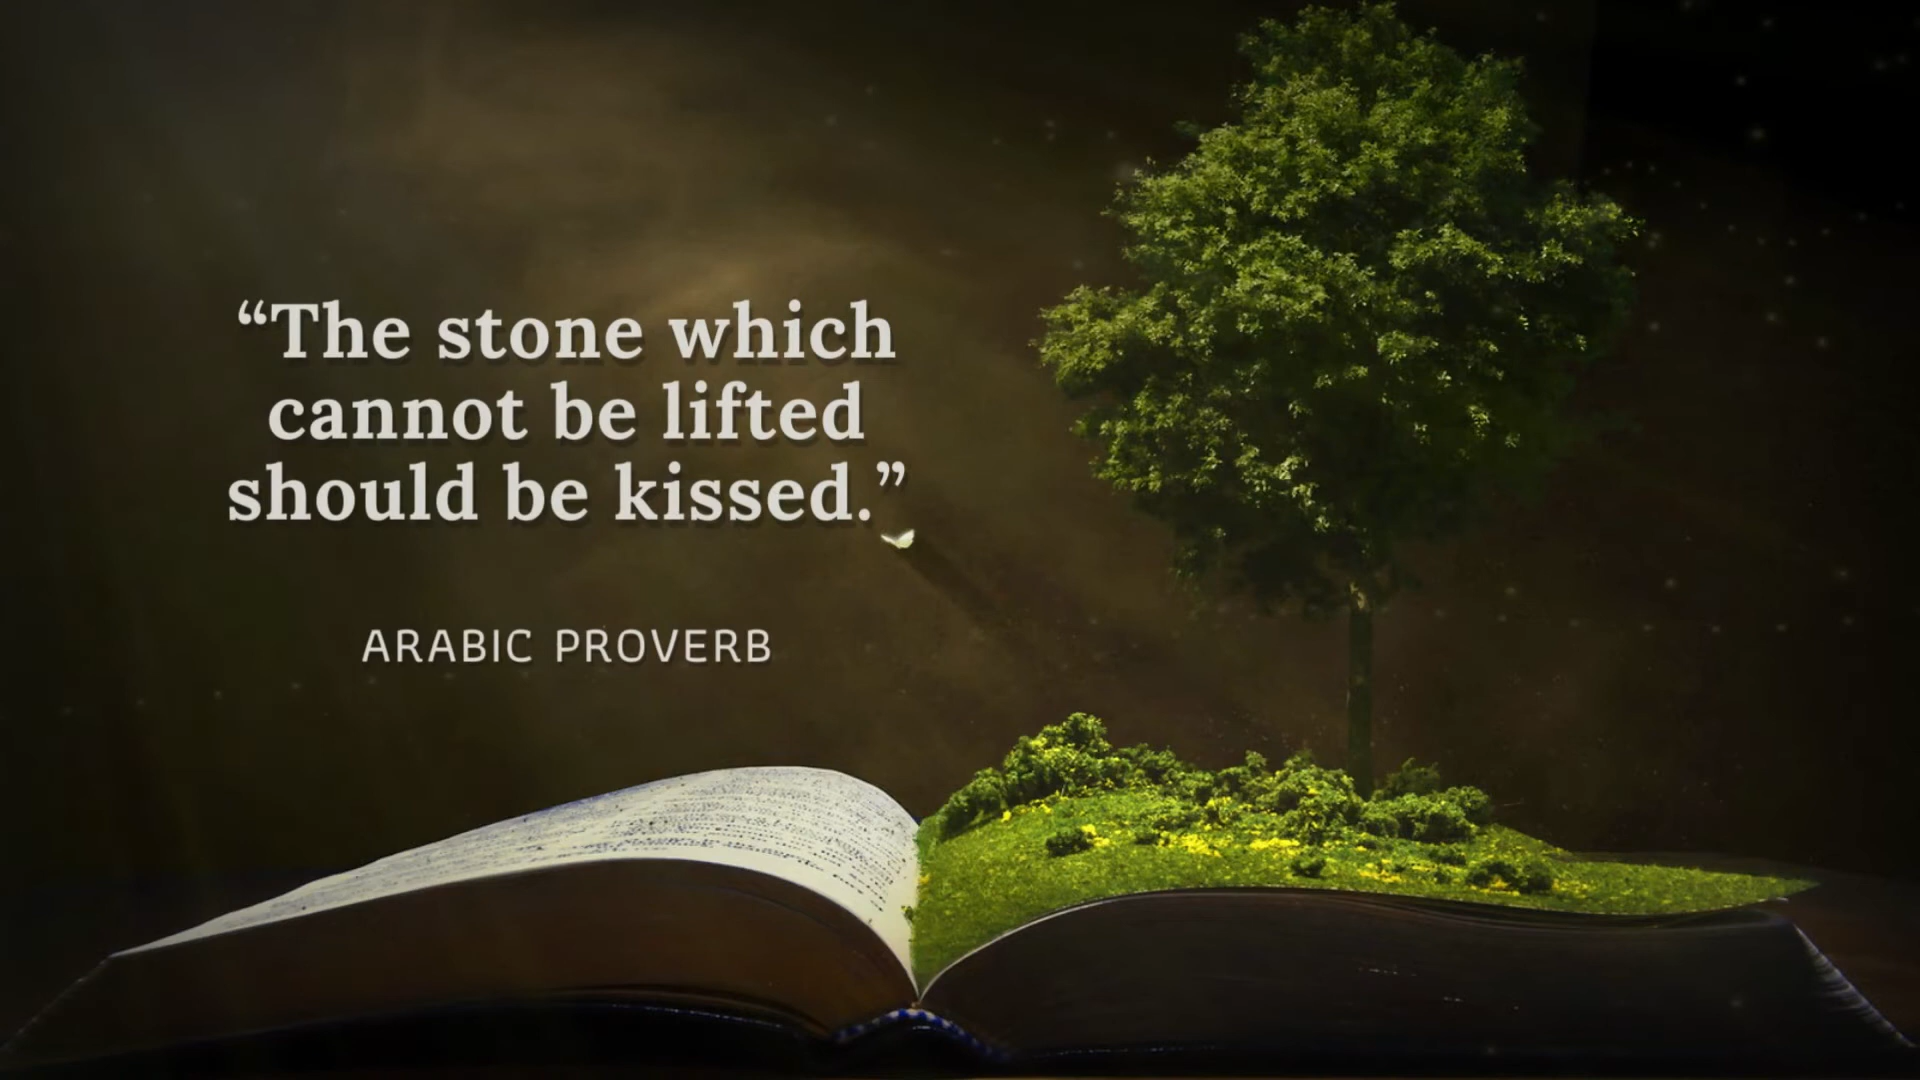 “The stone which
cannot be lifted
should be kissed.”
ARABIC PROVERB